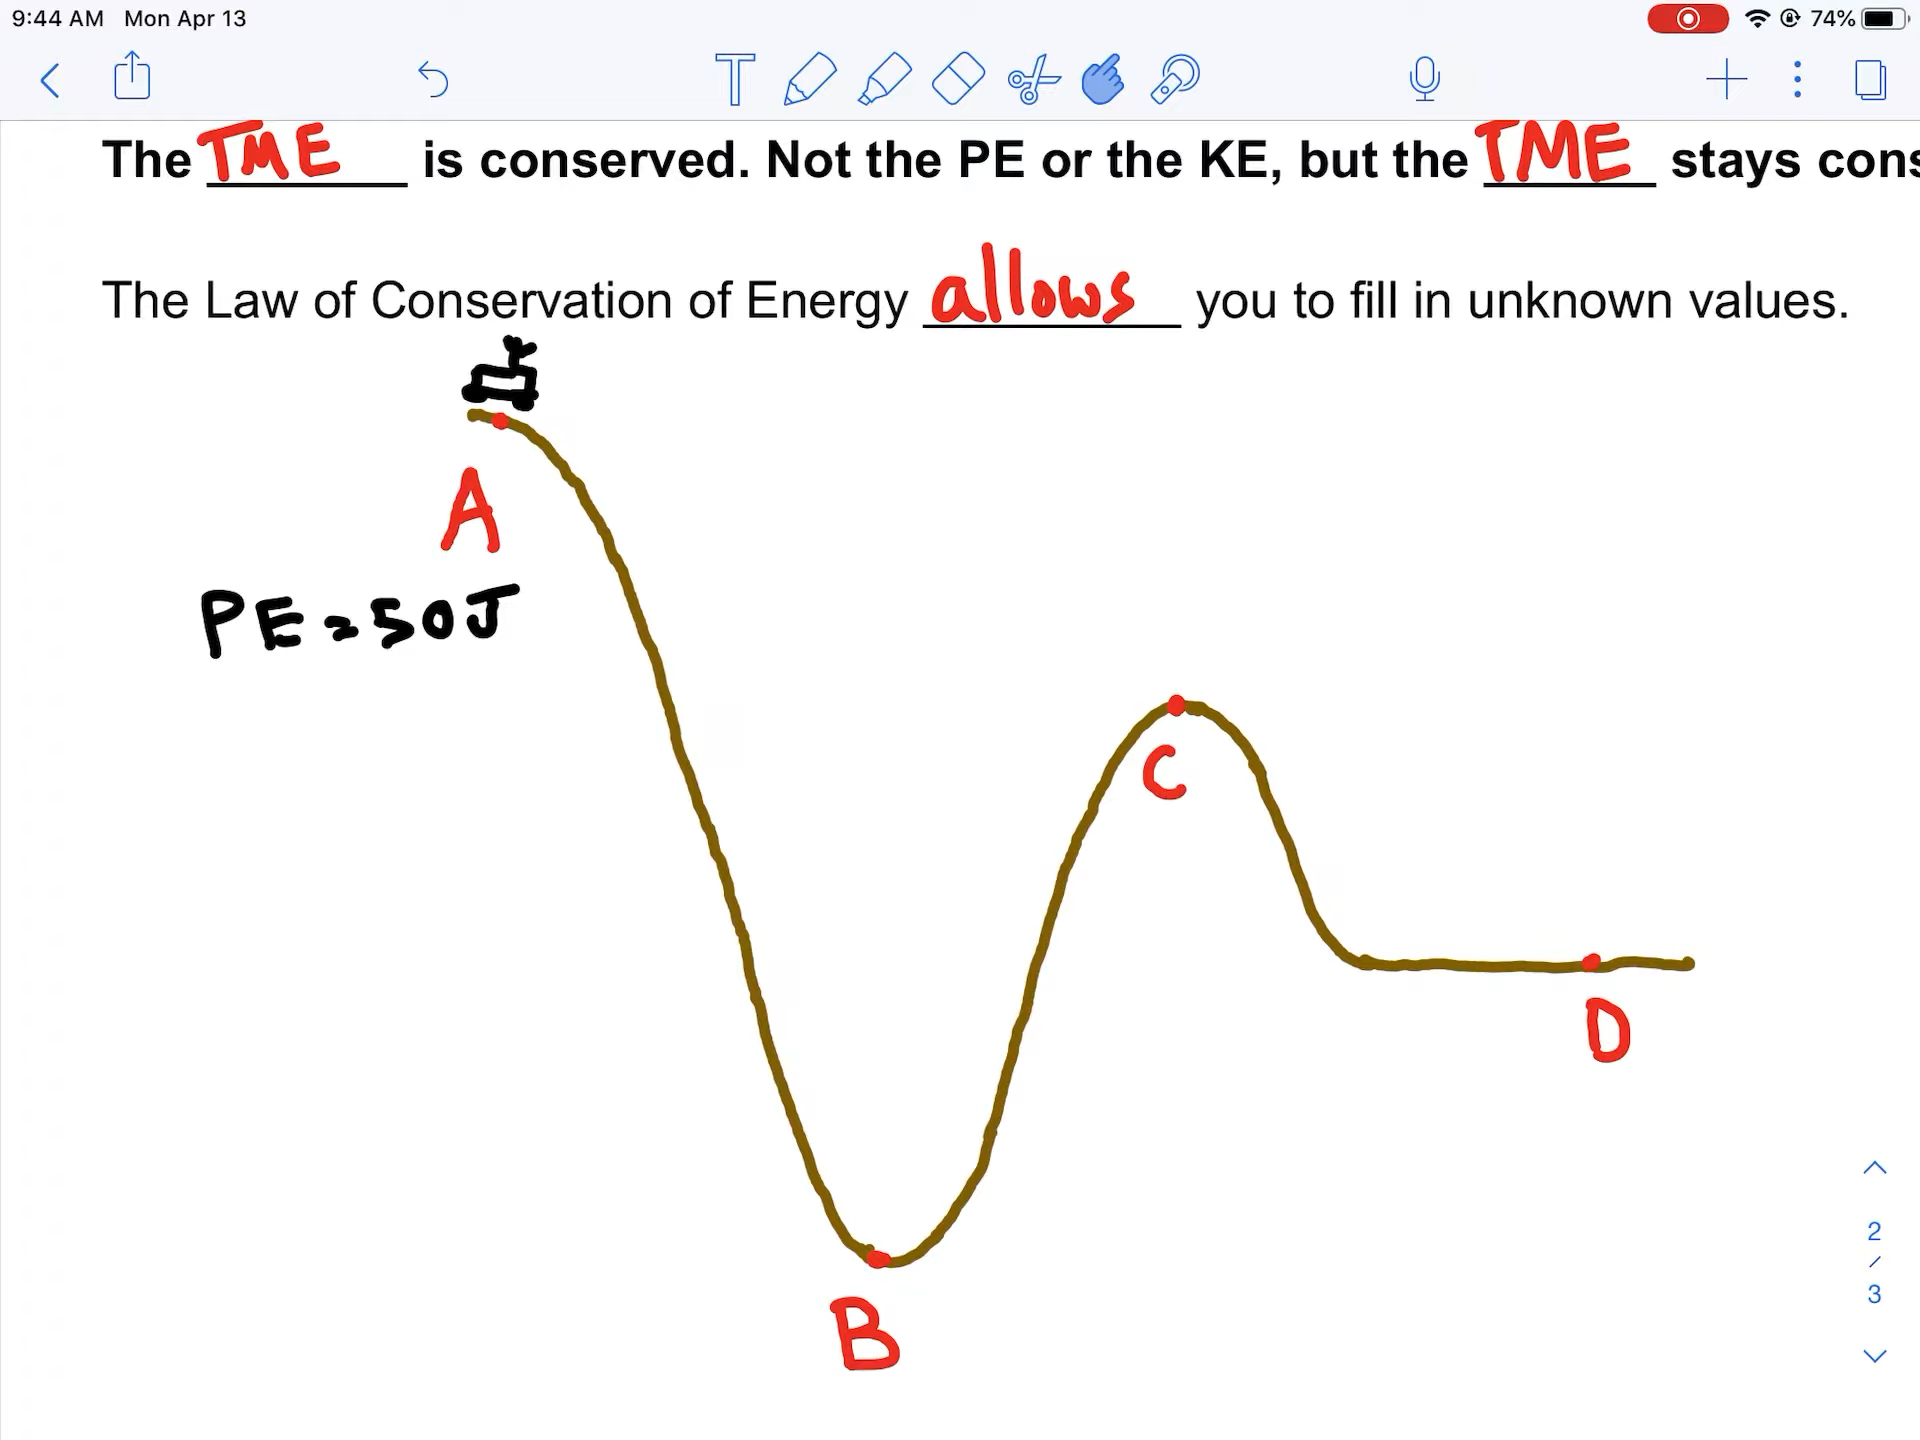 9:44 AM Mon Apr 13 74%
The TME is conserved. Not the PE or the KE, but the TME stays cons
The Law of Conservation of Energy allows you to fill in unknown values.
A
PE=50J
C
D
B
2
/
3